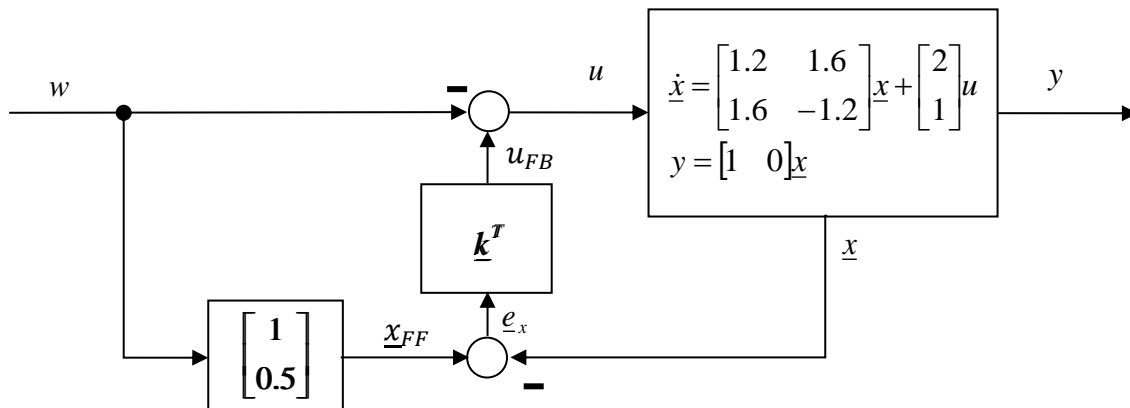 w
u
ẋ = [1.2 1.6; 1.6 −1.2] x + [2; 1] u
y = [1 0] x
y
u_FB
k^T
x
e_x
[1; 0.5]
x_FF